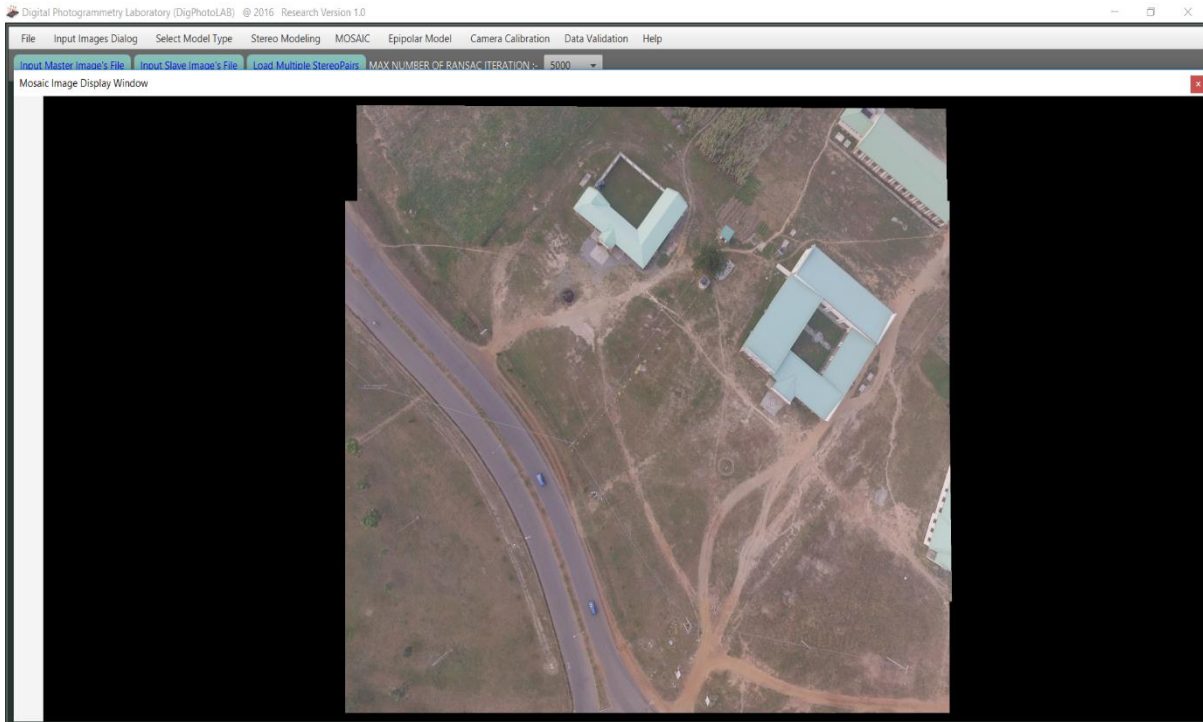 Digital Photogrammetry Laboratory (DigPhotoLAB) @ 2016 Research Version 1.0
File Input Images Dialog Select Model Type Stereo Modeling MOSAIC Epipolar Model Camera Calibration Data Validation Help
Input Master Image's File Input Slave Image's File Load Multiple StereoPairs MAX NUMBER OF RANSAC ITERATION :- 5000
Mosaic Image Display Window